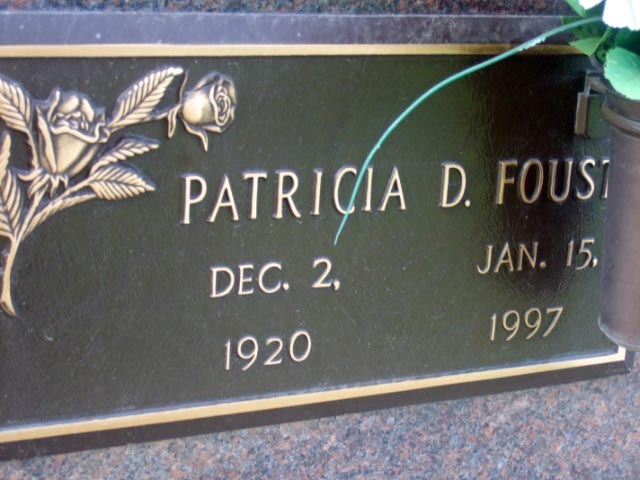 PATRICIA D. FOUST
DEC. 2, JAN. 15,
1920 1997